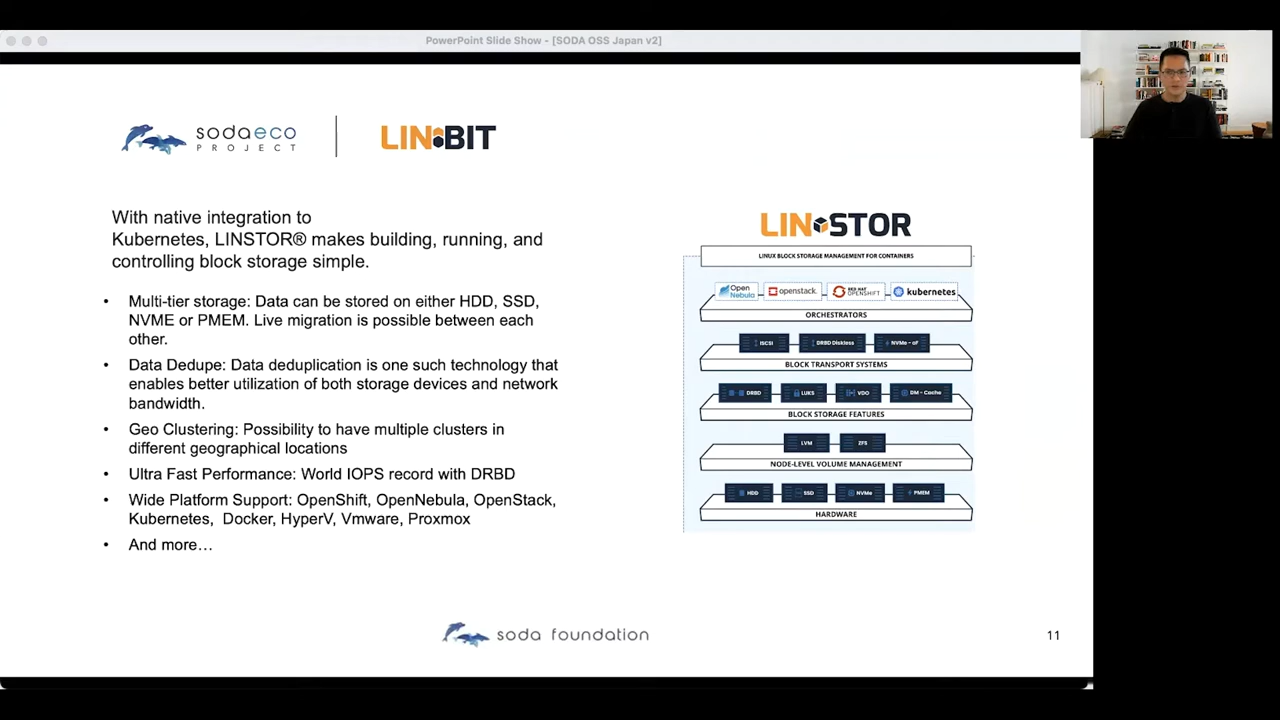 PowerPoint Slide Show - [SODA OSS Japan v2]
sodaeco
PROJECT
LINBIT
With native integration to
Kubernetes, LINSTOR® makes building, running, and
controlling block storage simple.
• Multi-tier storage: Data can be stored on either HDD, SSD,
NVME or PMEM. Live migration is possible between each
other.
• Data Dedupe: Data deduplication is one such technology that
enables better utilization of both storage devices and network
bandwidth.
• Geo Clustering: Possibility to have multiple clusters in
different geographical locations
• Ultra Fast Performance: World IOPS record with DRBD
• Wide Platform Support: OpenShift, OpenNebula, OpenStack,
Kubernetes, Docker, HyperV, Vmware, Proxmox
• And more…
LINSTOR
LINUX BLOCK STORAGE MANAGEMENT FOR CONTAINERS
Open Nebula openstack. RED HAT OPENSHIFT kubernetes
ORCHESTRATORS
iSCSI DRBD Diskless NVMe - oF
BLOCK TRANSPORT SYSTEMS
DRBD LUKS VDO DM - Cache
BLOCK STORAGE FEATURES
LVM ZFS
NODE-LEVEL VOLUME MANAGEMENT
HDD SSD NVMe PMEM
HARDWARE
soda foundation
11